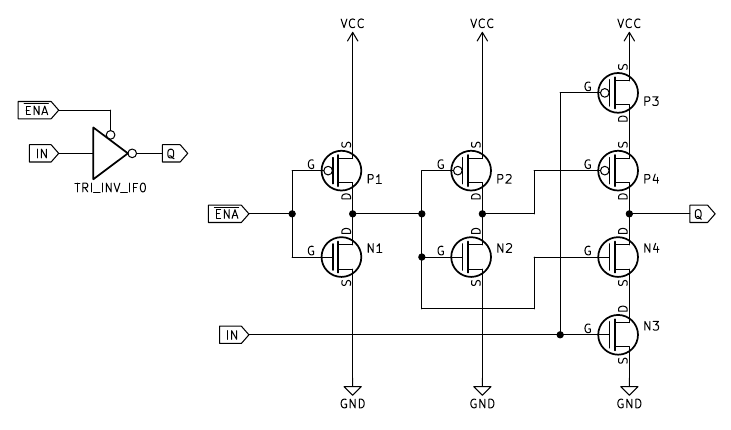 VCC VCC VCC
S
G P3
D
ENA
S S S
IN Q
G P1 G P2 G P4
TRI_INV_IF0
D D D
ENA Q
D D D
G N1 G N2 G N4
S S S
D
IN G N3
S
GND GND GND